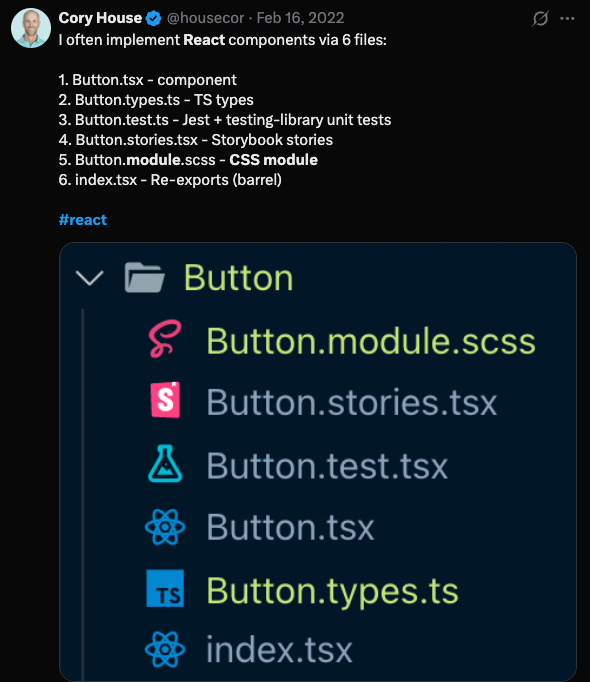 Cory House @housecor · Feb 16, 2022
I often implement React components via 6 files:
1. Button.tsx - component
2. Button.types.ts - TS types
3. Button.test.ts - Jest + testing-library unit tests
4. Button.stories.tsx - Storybook stories
5. Button.module.scss - CSS module
6. index.tsx - Re-exports (barrel)
#react
Button
Button.module.scss
S Button.stories.tsx
Button.test.tsx
Button.tsx
TS Button.types.ts
index.tsx